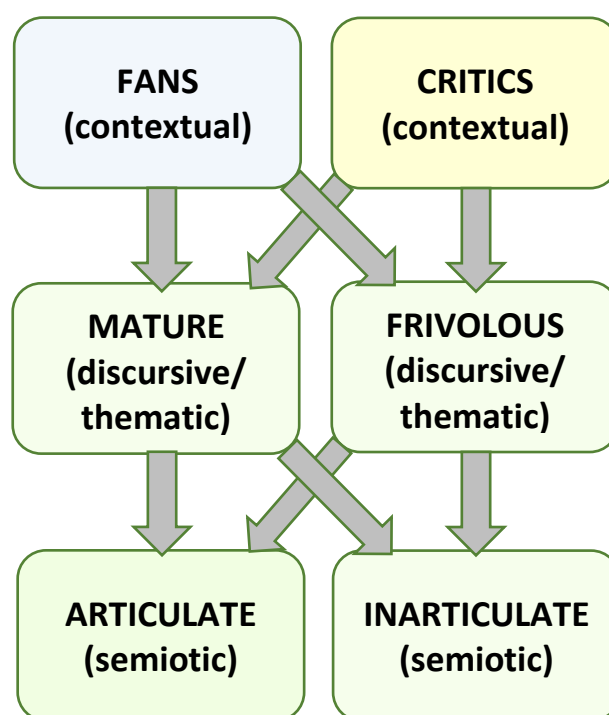 FANS
(contextual)
CRITICS
(contextual)
MATURE
(discursive/
thematic)
FRIVOLOUS
(discursive/
thematic)
ARTICULATE
(semiotic)
INARTICULATE
(semiotic)